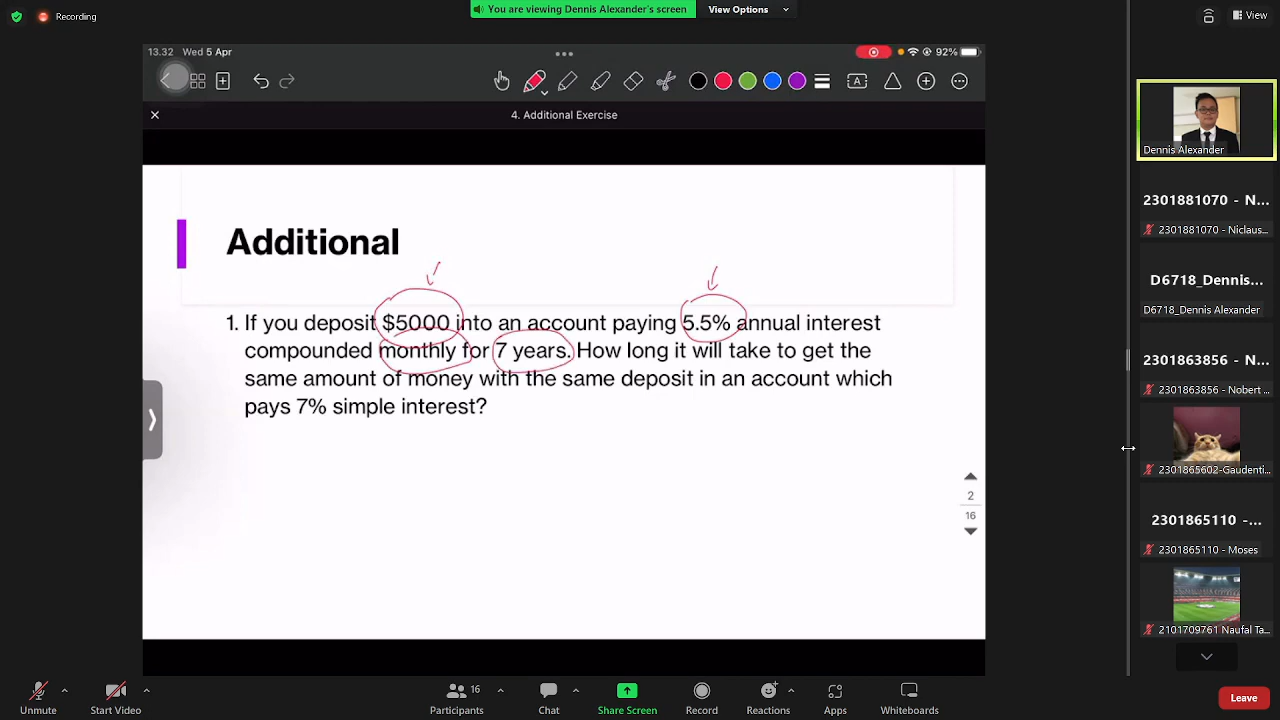 Recording
You are viewing Dennis Alexander's screen
View Options
View
13.32 Wed 5 Apr
92%
4. Additional Exercise
Additional
1. If you deposit $5000 into an account paying 5.5% annual interest
compounded monthly for 7 years. How long it will take to get the
same amount of money with the same deposit in an account which
pays 7% simple interest?
2
16
Dennis Alexander
2301881070 - N...
2301881070 - Niclaus...
D6718_Dennis...
D6718_Dennis Alexander
2301863856 - N...
2301863856 - Nobert ...
2301865602-Gaudenti...
2301865110 -...
2301865110 - Moses
2101709761 Naufal Ta...
Unmute
Start Video
16
Participants
Chat
Share Screen
Record
Reactions
Apps
Whiteboards
Leave